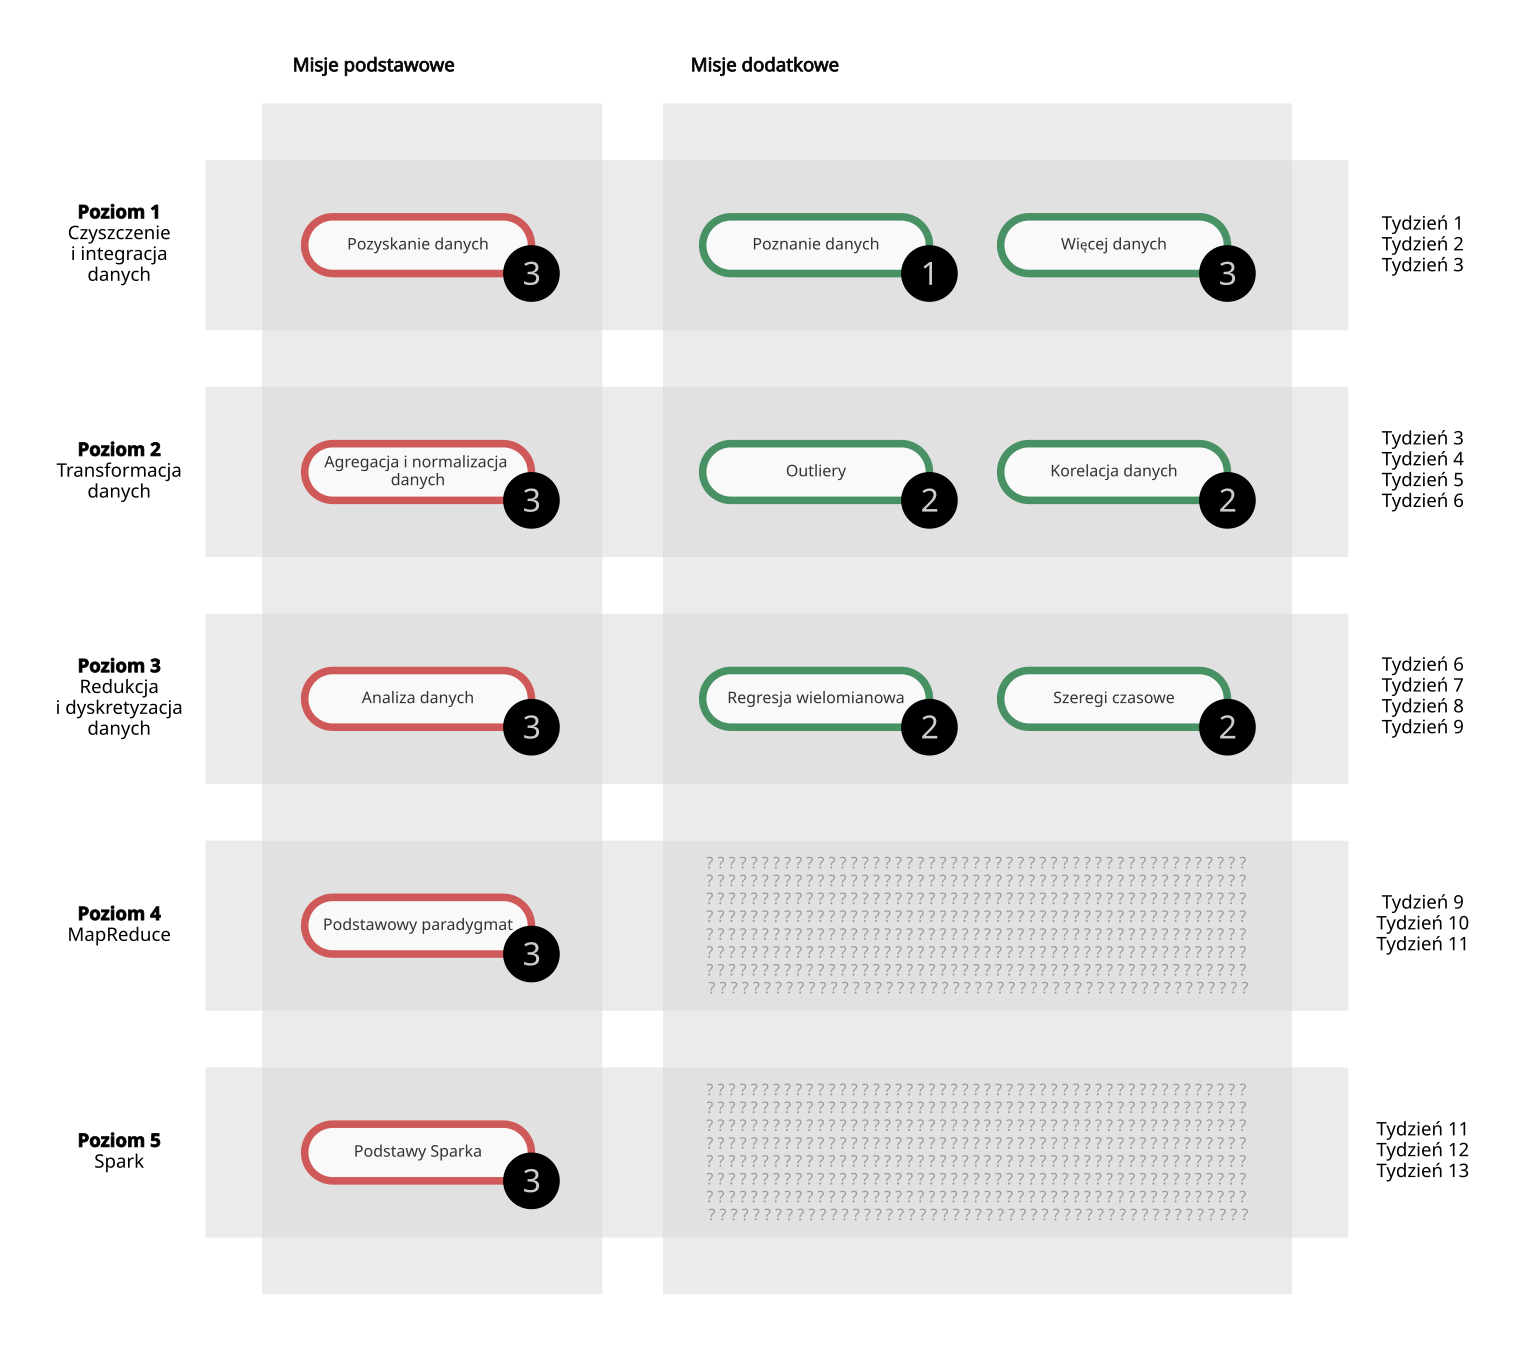 Misje podstawowe
Misje dodatkowe
Poziom 1
Czyszczenie
i integracja
danych
Pozyskanie danych
3
Poznanie danych
1
Więcej danych
3
Tydzień 1
Tydzień 2
Tydzień 3
Poziom 2
Transformacja
danych
Agregacja i normalizacja
danych
3
Outliery
2
Korelacja danych
2
Tydzień 3
Tydzień 4
Tydzień 5
Tydzień 6
Poziom 3
Redukcja
i dyskretyzacja
danych
Analiza danych
3
Regresja wielomianowa
2
Szeregi czasowe
2
Tydzień 6
Tydzień 7
Tydzień 8
Tydzień 9
Poziom 4
MapReduce
Podstawowy paradygmat
3
? ? ? ? ? ? ? ? ? ? ? ? ? ? ? ? ? ? ? ? ? ? ? ? ? ? ? ? ? ? ? ? ? ? ? ? ? ? ? ? ? ? ? ? ? ? ? ? ?
? ? ? ? ? ? ? ? ? ? ? ? ? ? ? ? ? ? ? ? ? ? ? ? ? ? ? ? ? ? ? ? ? ? ? ? ? ? ? ? ? ? ? ? ? ? ? ? ?
? ? ? ? ? ? ? ? ? ? ? ? ? ? ? ? ? ? ? ? ? ? ? ? ? ? ? ? ? ? ? ? ? ? ? ? ? ? ? ? ? ? ? ? ? ? ? ? ?
? ? ? ? ? ? ? ? ? ? ? ? ? ? ? ? ? ? ? ? ? ? ? ? ? ? ? ? ? ? ? ? ? ? ? ? ? ? ? ? ? ? ? ? ? ? ? ? ?
? ? ? ? ? ? ? ? ? ? ? ? ? ? ? ? ? ? ? ? ? ? ? ? ? ? ? ? ? ? ? ? ? ? ? ? ? ? ? ? ? ? ? ? ? ? ? ? ?
? ? ? ? ? ? ? ? ? ? ? ? ? ? ? ? ? ? ? ? ? ? ? ? ? ? ? ? ? ? ? ? ? ? ? ? ? ? ? ? ? ? ? ? ? ? ? ? ?
? ? ? ? ? ? ? ? ? ? ? ? ? ? ? ? ? ? ? ? ? ? ? ? ? ? ? ? ? ? ? ? ? ? ? ? ? ? ? ? ? ? ? ? ? ? ? ? ?
? ? ? ? ? ? ? ? ? ? ? ? ? ? ? ? ? ? ? ? ? ? ? ? ? ? ? ? ? ? ? ? ? ? ? ? ? ? ? ? ? ? ? ? ? ? ? ? ?
Tydzień 9
Tydzień 10
Tydzień 11
Poziom 5
Spark
Podstawy Sparka
3
? ? ? ? ? ? ? ? ? ? ? ? ? ? ? ? ? ? ? ? ? ? ? ? ? ? ? ? ? ? ? ? ? ? ? ? ? ? ? ? ? ? ? ? ? ? ? ? ?
? ? ? ? ? ? ? ? ? ? ? ? ? ? ? ? ? ? ? ? ? ? ? ? ? ? ? ? ? ? ? ? ? ? ? ? ? ? ? ? ? ? ? ? ? ? ? ? ?
? ? ? ? ? ? ? ? ? ? ? ? ? ? ? ? ? ? ? ? ? ? ? ? ? ? ? ? ? ? ? ? ? ? ? ? ? ? ? ? ? ? ? ? ? ? ? ? ?
? ? ? ? ? ? ? ? ? ? ? ? ? ? ? ? ? ? ? ? ? ? ? ? ? ? ? ? ? ? ? ? ? ? ? ? ? ? ? ? ? ? ? ? ? ? ? ? ?
? ? ? ? ? ? ? ? ? ? ? ? ? ? ? ? ? ? ? ? ? ? ? ? ? ? ? ? ? ? ? ? ? ? ? ? ? ? ? ? ? ? ? ? ? ? ? ? ?
? ? ? ? ? ? ? ? ? ? ? ? ? ? ? ? ? ? ? ? ? ? ? ? ? ? ? ? ? ? ? ? ? ? ? ? ? ? ? ? ? ? ? ? ? ? ? ? ?
? ? ? ? ? ? ? ? ? ? ? ? ? ? ? ? ? ? ? ? ? ? ? ? ? ? ? ? ? ? ? ? ? ? ? ? ? ? ? ? ? ? ? ? ? ? ? ? ?
? ? ? ? ? ? ? ? ? ? ? ? ? ? ? ? ? ? ? ? ? ? ? ? ? ? ? ? ? ? ? ? ? ? ? ? ? ? ? ? ? ? ? ? ? ? ? ? ?
Tydzień 11
Tydzień 12
Tydzień 13